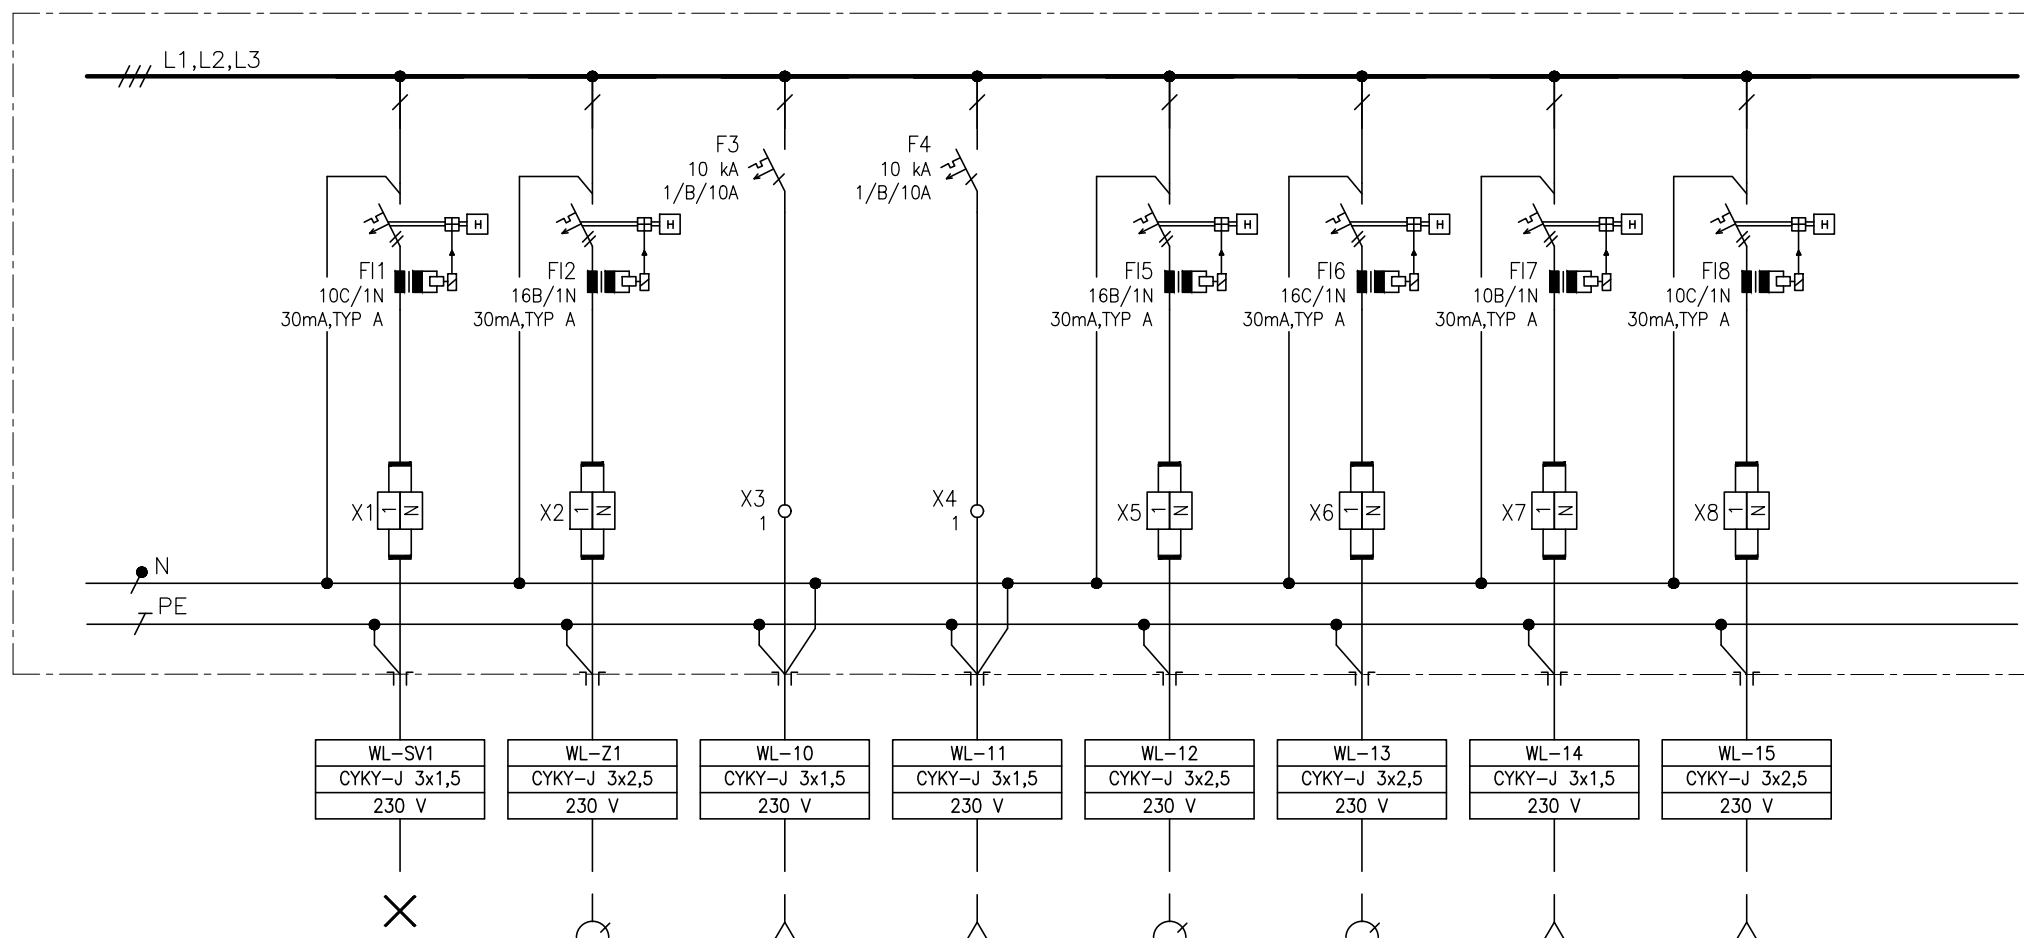 L1,L2,L3
F3
10 kA
1/B/10A
F4
10 kA
1/B/10A
H
H
H
H
H
H
FI1
10C/1N
30mA,TYP A
FI2
16B/1N
30mA,TYP A
FI5
16B/1N
30mA,TYP A
FI6
16C/1N
30mA,TYP A
FI7
10B/1N
30mA,TYP A
FI8
10C/1N
30mA,TYP A
X1
1 N
X2
1 N
X3
1
X4
1
X5
1 N
X6
1 N
X7
1 N
X8
1 N
N
PE
WL-SV1
CYKY-J 3x1,5
230 V
WL-Z1
CYKY-J 3x2,5
230 V
WL-10
CYKY-J 3x1,5
230 V
WL-11
CYKY-J 3x1,5
230 V
WL-12
CYKY-J 3x2,5
230 V
WL-13
CYKY-J 3x2,5
230 V
WL-14
CYKY-J 3x1,5
230 V
WL-15
CYKY-J 3x2,5
230 V